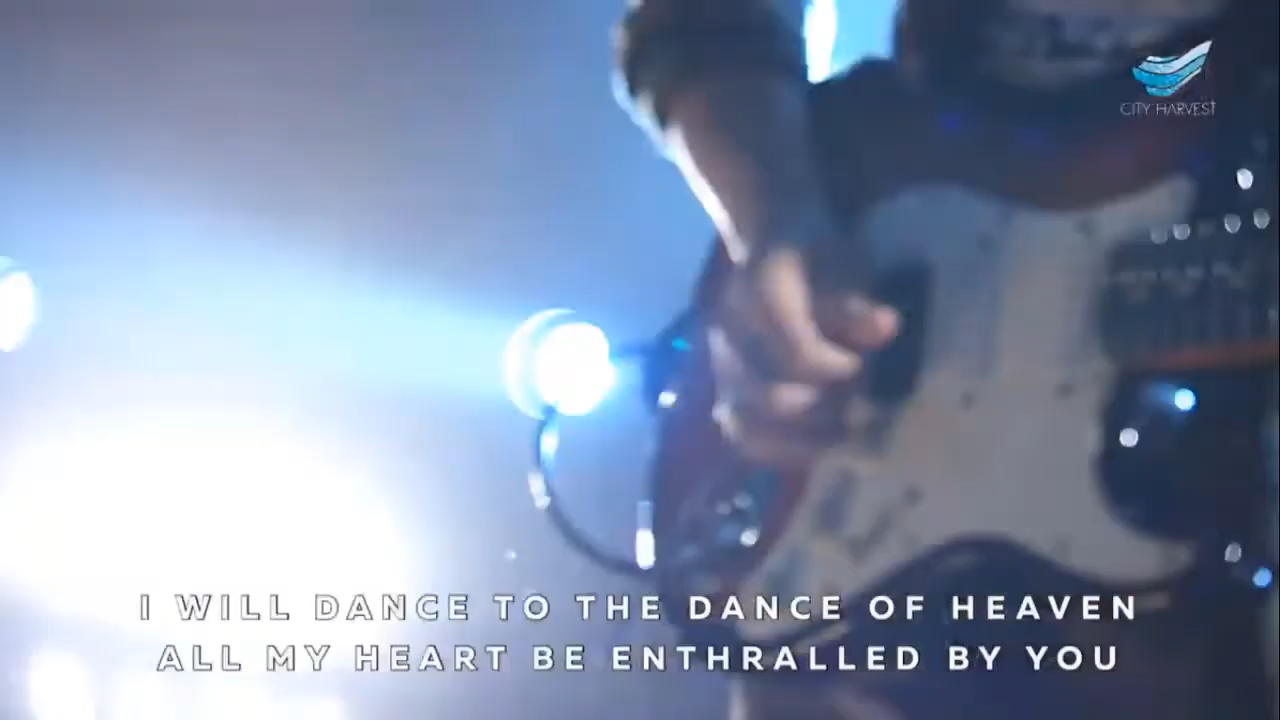 CITY HARVEST
I WILL DANCE TO THE DANCE OF HEAVEN
ALL MY HEART BE ENTHRALLED BY YOU